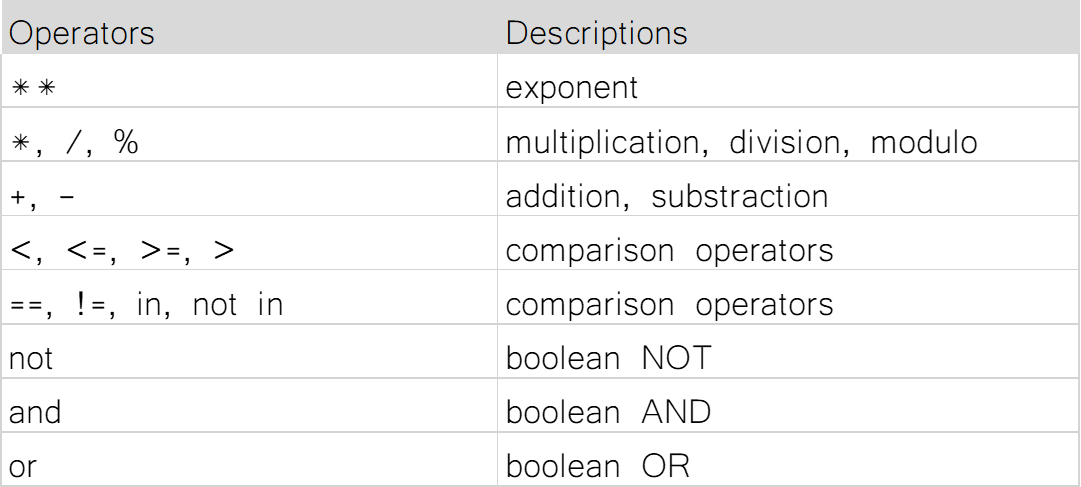 Operators Descriptions
** exponent
*, /, % multiplication, division, modulo
+, - addition, substraction
<, <=, >=, > comparison operators
==, !=, in, not in comparison operators
not boolean NOT
and boolean AND
or boolean OR